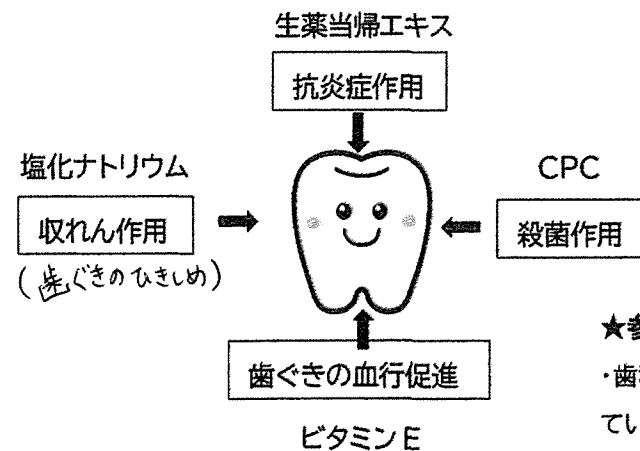 生薬当帰エキス
抗炎症作用
塩化ナトリウム
収れん作用
(歯ぐきのひきしめ)
CPC
殺菌作用
歯ぐきの血行促進
ビタミンE
★参
・歯
てい